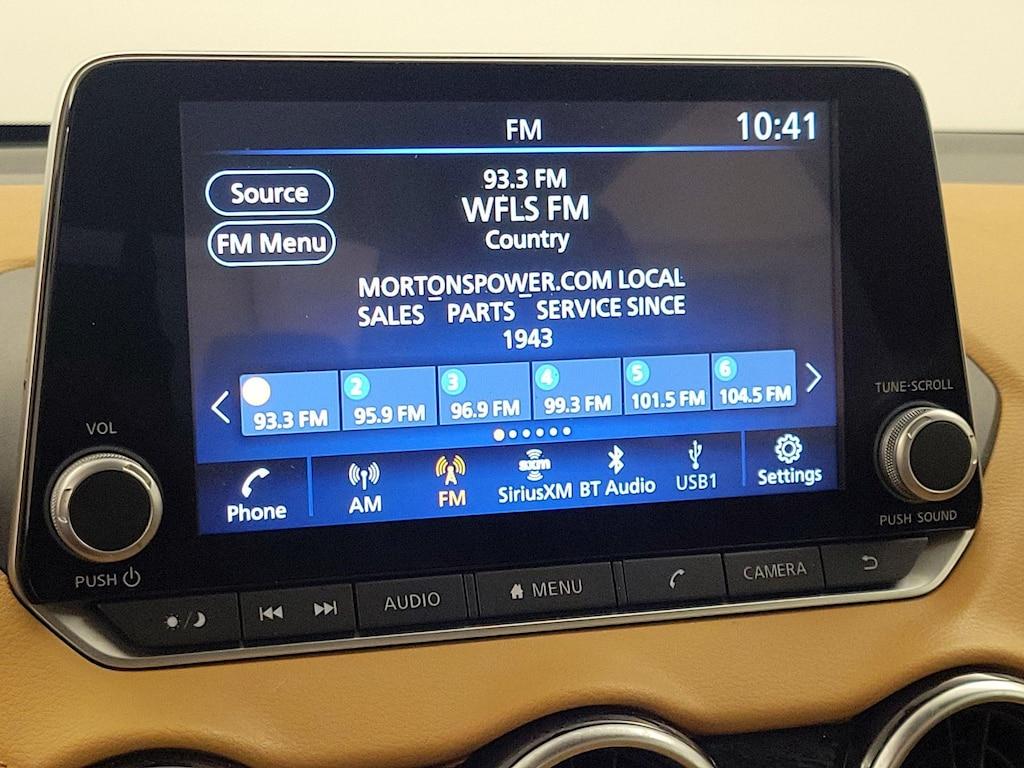 FM
10:41
Source
FM Menu
93.3 FM
WFLS FM
Country
MORTONSPOWER.COM LOCAL
SALES _ PARTS _ SERVICE SINCE
1943
93.3 FM
2
95.9 FM
3
96.9 FM
4
99.3 FM
5
101.5 FM
6
104.5 FM
Phone
AM
FM
sxm
SiriusXM
BT Audio
USB1
Settings
VOL
PUSH
TUNE·SCROLL
PUSH SOUND
AUDIO
MENU
CAMERA